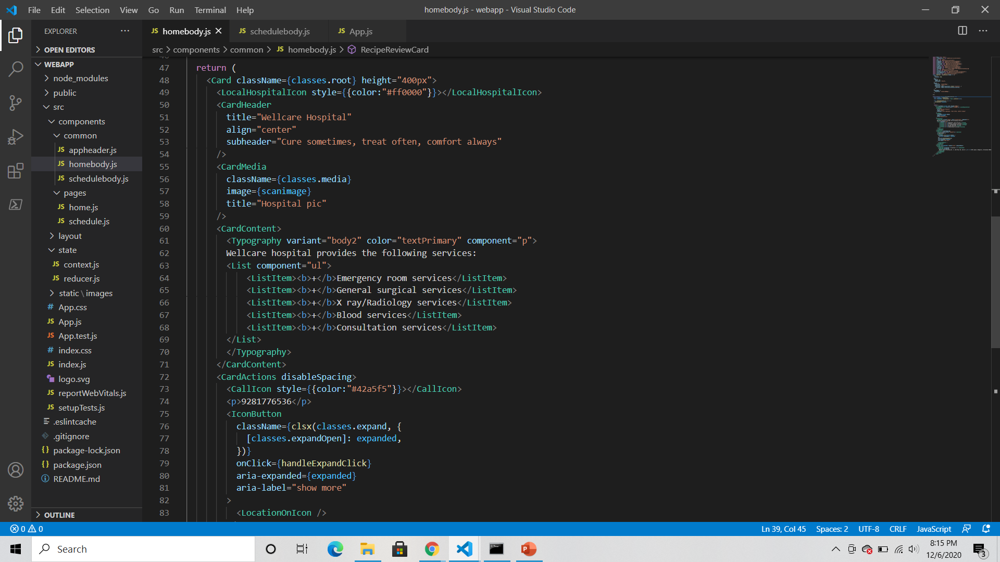 File Edit Selection View Go Run Terminal Help
homebody.js - webapp - Visual Studio Code
EXPLORER
homebody.js
schedulebody.js
App.js
OPEN EDITORS
src > components > common > JS homebody.js > RecipeReviewCard
WEBAPP
node_modules
public
src
components
common
JS appheader.js
JS homebody.js
JS schedulebody.js
pages
JS home.js
JS schedule.js
layout
state
JS context.js
JS reducer.js
static \ images
# App.css
JS App.js
JS App.test.js
# index.css
JS index.js
logo.svg
JS reportWebVitals.js
JS setupTests.js
.eslintcache
.gitignore
{} package-lock.json
{} package.json
README.md
OUTLINE
47 return (
48 <Card className={classes.root} height="400px">
49 <LocalHospitalIcon style={{color:"#ff0000"}}></LocalHospitalIcon>
50 <CardHeader
51 title="Wellcare Hospital"
52 align="center"
53 subheader="Cure sometimes, treat often, comfort always"
54 />
55 <CardMedia
56 className={classes.media}
57 image={scanimage}
58 title="Hospital pic"
59 />
60 <CardContent>
61 <Typography variant="body2" color="textPrimary" component="p">
62 Wellcare hospital provides the following services:
63 <List component="ul">
64 <ListItem><b>+</b>Emergency room services</ListItem>
65 <ListItem><b>+</b>General surgical services</ListItem>
66 <ListItem><b>+</b>X ray/Radiology services</ListItem>
67 <ListItem><b>+</b>Blood services</ListItem>
68 <ListItem><b>+</b>Consultation services</ListItem>
69 </List>
70 </Typography>
71 </CardContent>
72 <CardActions disableSpacing>
73 <CallIcon style={{color:"#42a5f5"}}></CallIcon>
74 <p>9281776536</p>
75 <IconButton
76 className={clsx(classes.expand, {
77 [classes.expandOpen]: expanded,
78 })}
79 onClick={handleExpandClick}
80 aria-expanded={expanded}
81 aria-label="show more"
82 >
83 <LocationOnIcon />
0 0
Ln 39, Col 45 Spaces: 2 UTF-8 CRLF JavaScript
Search
8:15 PM
12/6/2020
3